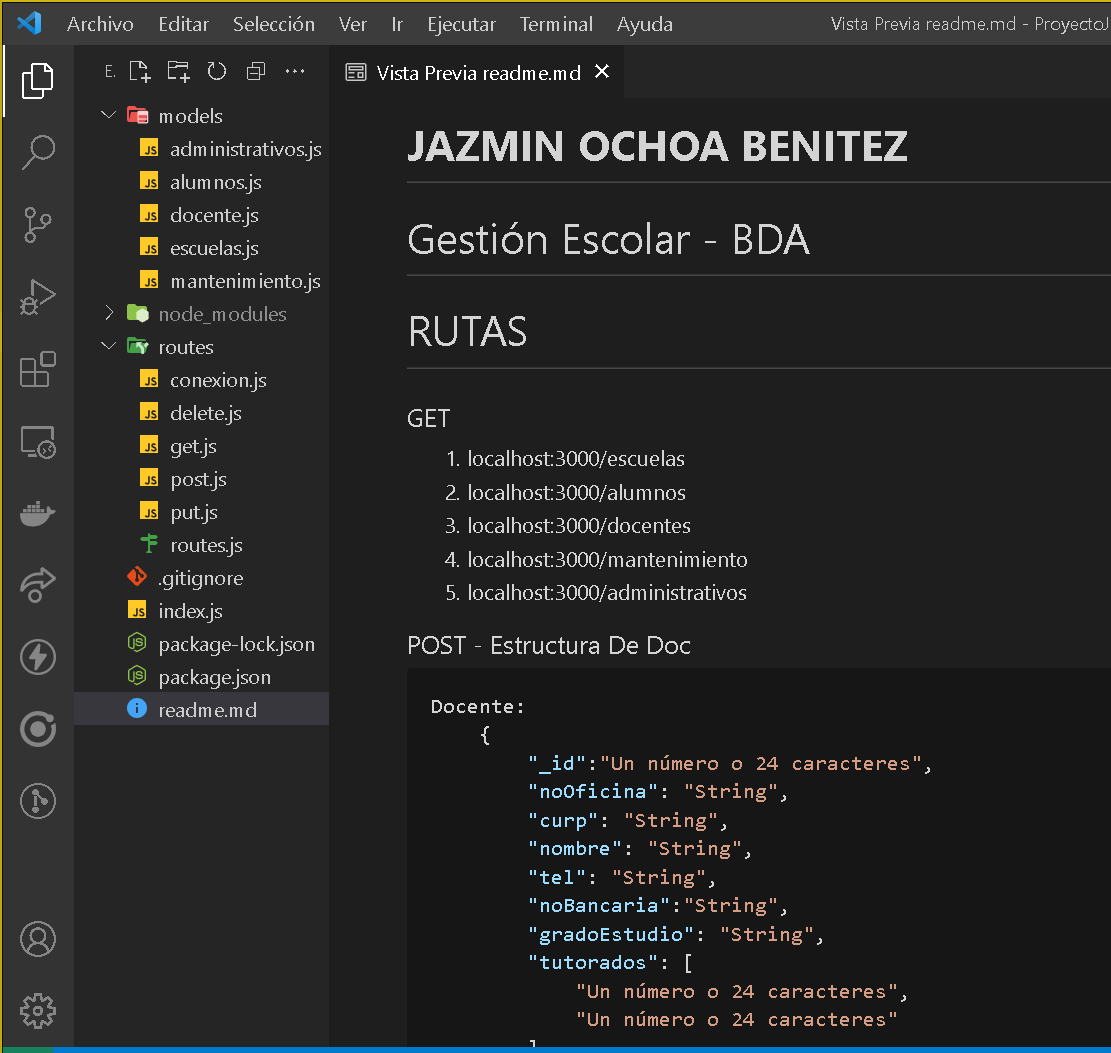 Archivo Editar Selección Ver Ir Ejecutar Terminal Ayuda Vista Previa readme.md - ProyectoJ
E.
Vista Previa readme.md
models
administrativos.js
alumnos.js
docente.js
escuelas.js
mantenimiento.js
node_modules
routes
conexion.js
delete.js
get.js
post.js
put.js
routes.js
.gitignore
index.js
package-lock.json
package.json
readme.md
JAZMIN OCHOA BENITEZ
Gestión Escolar - BDA
RUTAS
GET
1. localhost:3000/escuelas
2. localhost:3000/alumnos
3. localhost:3000/docentes
4. localhost:3000/mantenimiento
5. localhost:3000/administrativos
POST - Estructura De Doc
Docente:
{
"_id":"Un número o 24 caracteres",
"noOficina": "String",
"curp": "String",
"nombre": "String",
"tel": "String",
"noBancaria":"String",
"gradoEstudio": "String",
"tutorados": [
"Un número o 24 caracteres",
"Un número o 24 caracteres"
]